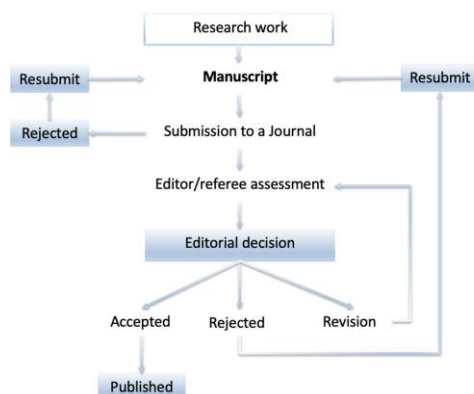 Research work
Resubmit
Manuscript
Resubmit
Rejected
Submission to a Journal
Editor/referee assessment
Editorial decision
Accepted
Rejected
Revision
Published